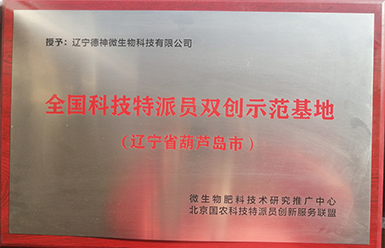 授予：辽宁德神微生物科技有限公司
全国科技特派员双创示范基地
（辽宁省葫芦岛市）
微生物肥料技术研究推广中心
北京国农科技特派员创新服务联盟